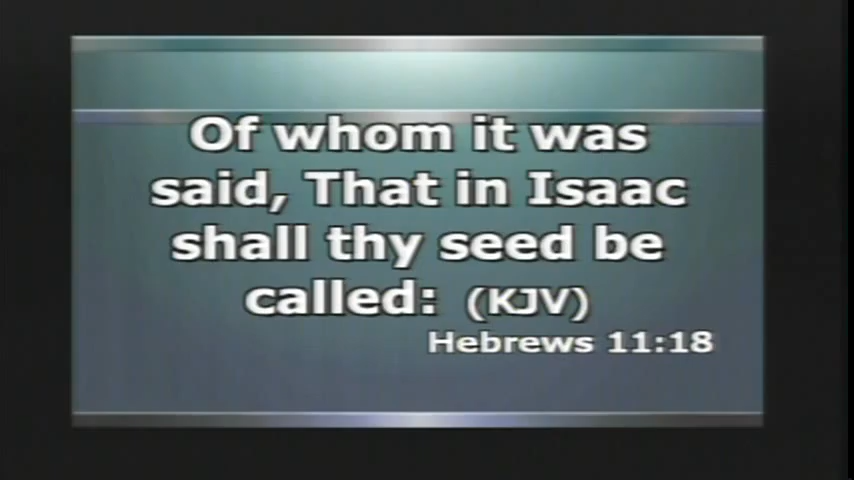 Of whom it was
said, That in Isaac
shall thy seed be
called: (KJV)
Hebrews 11:18